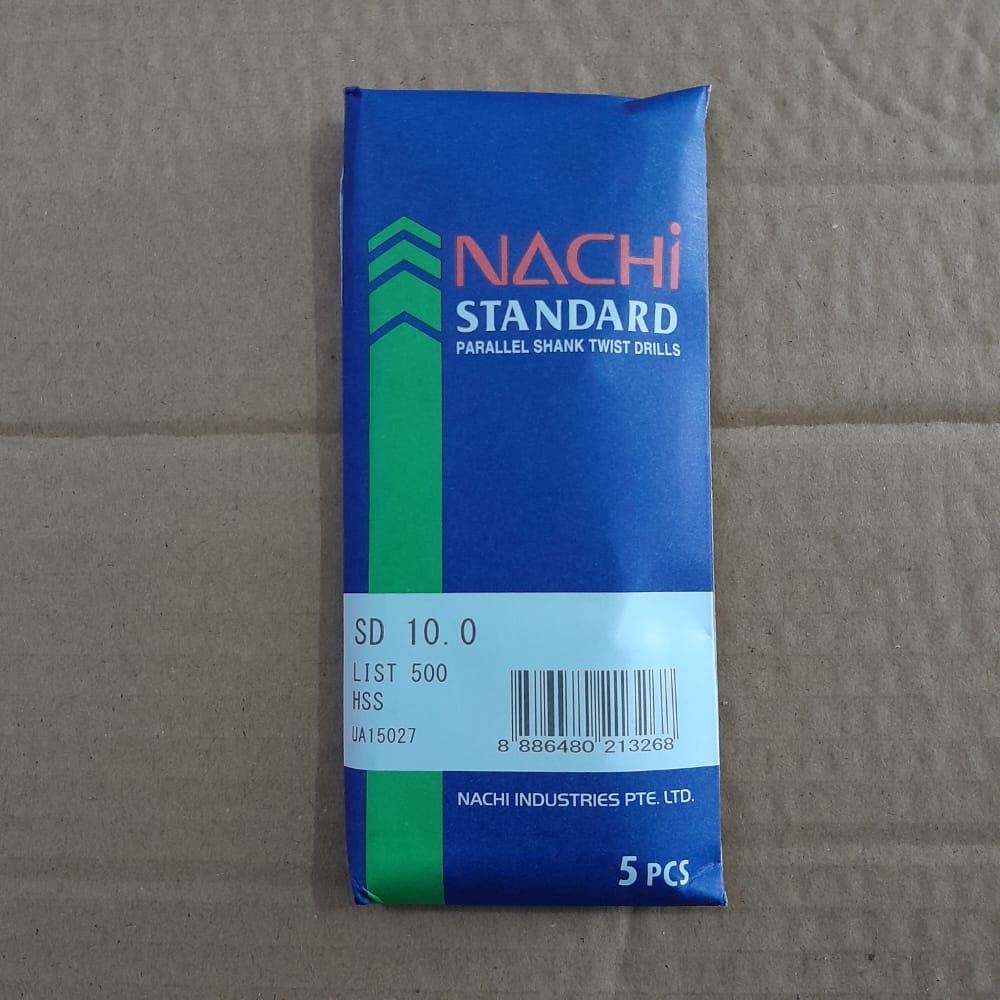 NACHi
STANDARD
PARALLEL SHANK TWIST DRILLS
SD 10.0
LIST 500
HSS
UA15027
8 886480 213268
NACHI INDUSTRIES PTE. LTD.
5 PCS